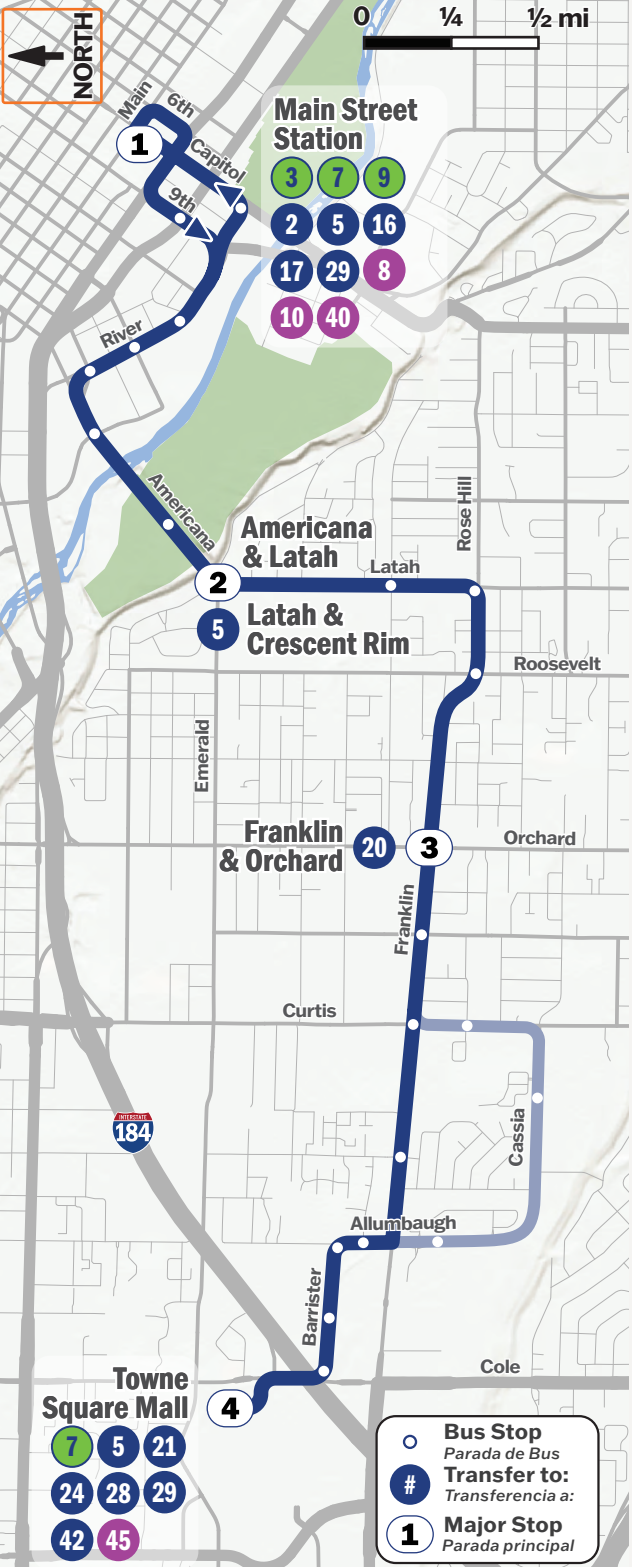 0 ¼ ½ mi
NORTH
Main
6th
1
Capitol
9th
Main Street
Station
3 7 9
2 5 16
17 29 8
10 40
River
Americana
Rose Hill
Americana
& Latah
2
Latah
5
Latah &
Crescent Rim
Roosevelt
Emerald
Franklin
& Orchard
20
3
Orchard
Franklin
Curtis
INTERSTATE
184
Cassia
Allumbaugh
Barrister
Cole
Towne
Square Mall
4
7 5 21
24 28 29
42 45
Bus Stop
Parada de Bus
# Transfer to:
Transferencia a:
1 Major Stop
Parada principal